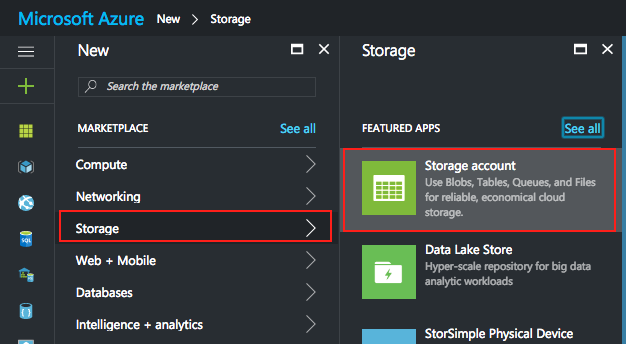 Microsoft Azure New > Storage
New
Search the marketplace
MARKETPLACE See all
Compute
Networking
Storage
Web + Mobile
Databases
Intelligence + analytics
Storage
FEATURED APPS See all
Storage account
Use Blobs, Tables, Queues, and Files
for reliable, economical cloud
storage.
Data Lake Store
Hyper-scale repository for big data
analytic workloads
StorSimple Physical Device
SQL